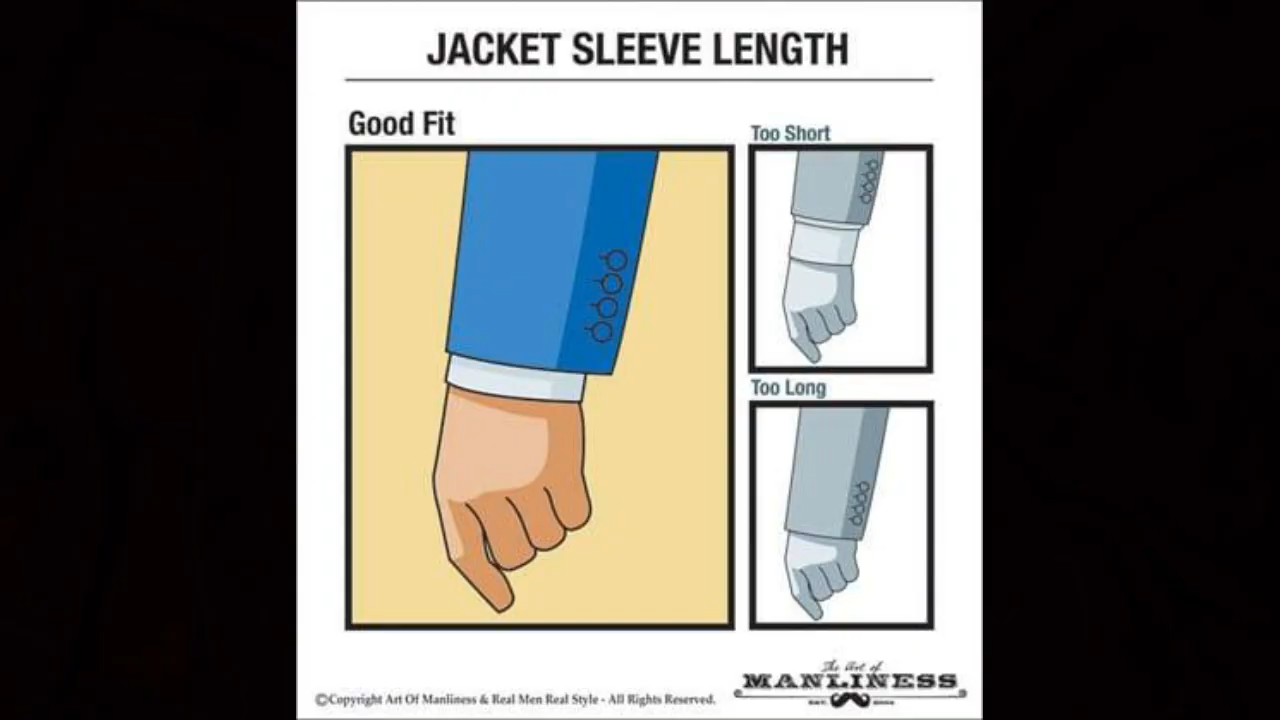 JACKET SLEEVE LENGTH
Good Fit
Too Short
Too Long
The Art of
MANLINESS
©Copyright Art Of Manliness & Real Men Real Style - All Rights Reserved.